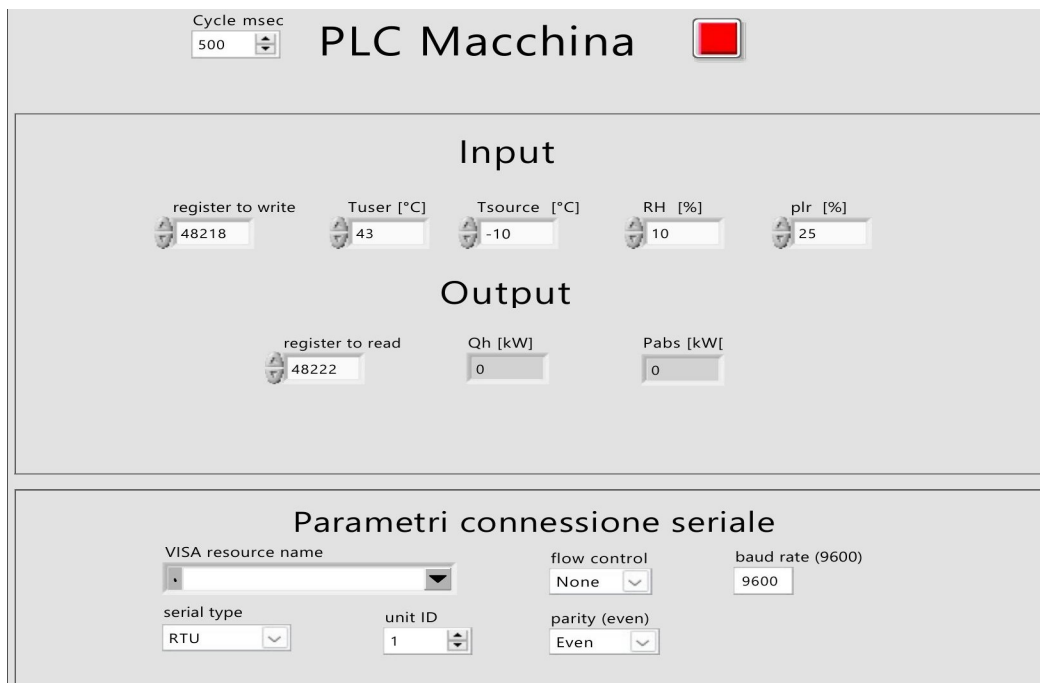 Cycle msec
500
PLC Macchina
Input
register to write Tuser [°C] Tsource [°C] RH [%] plr [%]
48218 43 -10 10 25
Output
register to read Qh [kW] Pabs [kW[
48222 0 0
Parametri connessione seriale
VISA resource name flow control baud rate (9600)
None 9600
serial type unit ID parity (even)
RTU 1 Even